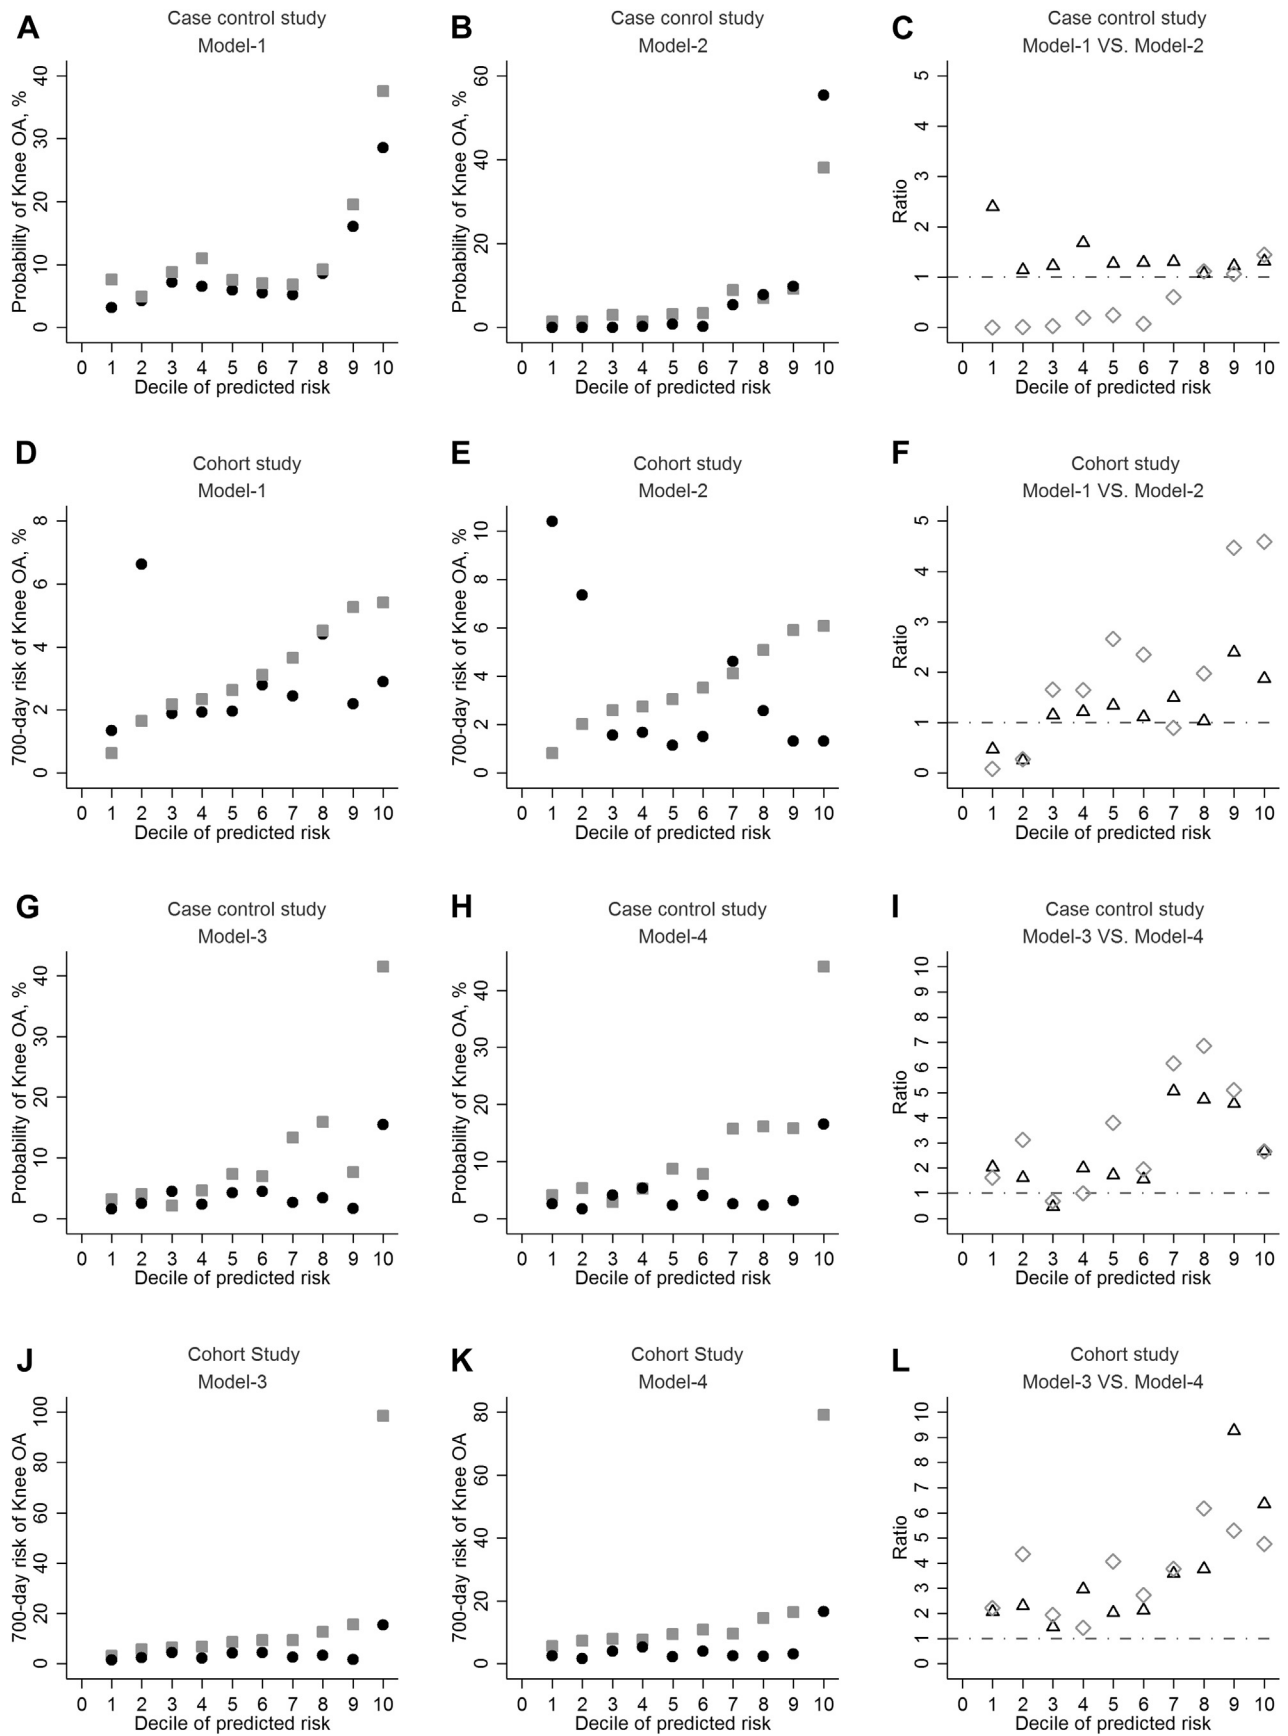 A
Case control study
Model-1
Probability of Knee OA, %
40
30
20
10
0
0 1 2 3 4 5 6 7 8 9 10
Decile of predicted risk
B
Case conrol study
Model-2
Probability of Knee OA, %
60
40
20
0
0 1 2 3 4 5 6 7 8 9 10
Decile of predicted risk
C
Case control study
Model-1 VS. Model-2
Ratio
5
4
3
2
1
0
0 1 2 3 4 5 6 7 8 9 10
Decile of predicted risk
D
Cohort study
Model-1
700-day risk of Knee OA, %
8
6
4
2
0
0 1 2 3 4 5 6 7 8 9 10
Decile of predicted risk
E
Cohort study
Model-2
700-day risk of Knee OA, %
10
8
6
4
2
0
0 1 2 3 4 5 6 7 8 9 10
Decile of predicted risk
F
Cohort study
Model-1 VS. Model-2
Ratio
5
4
3
2
1
0
0 1 2 3 4 5 6 7 8 9 10
Decile of predicted risk
G
Case control study
Model-3
Probability of Knee OA, %
40
30
20
10
0
0 1 2 3 4 5 6 7 8 9 10
Decile of predicted risk
H
Case control study
Model-4
Probability of Knee OA, %
40
30
20
10
0
0 1 2 3 4 5 6 7 8 9 10
Decile of predicted risk
I
Case control study
Model-3 VS. Model-4
Ratio
10
9
8
7
6
5
4
3
2
1
0
0 1 2 3 4 5 6 7 8 9 10
Decile of predicted risk
J
Cohort Study
Model-3
700-day risk of Knee OA
100
80
60
40
20
0
0 1 2 3 4 5 6 7 8 9 10
Decile of predicted risk
K
Cohort Study
Model-4
700-day risk of Knee OA
80
60
40
20
0
0 1 2 3 4 5 6 7 8 9 10
Decile of predicted risk
L
Cohort study
Model-3 VS. Model-4
Ratio
10
9
8
7
6
5
4
3
2
1
0
0 1 2 3 4 5 6 7 8 9 10
Decile of predicted risk